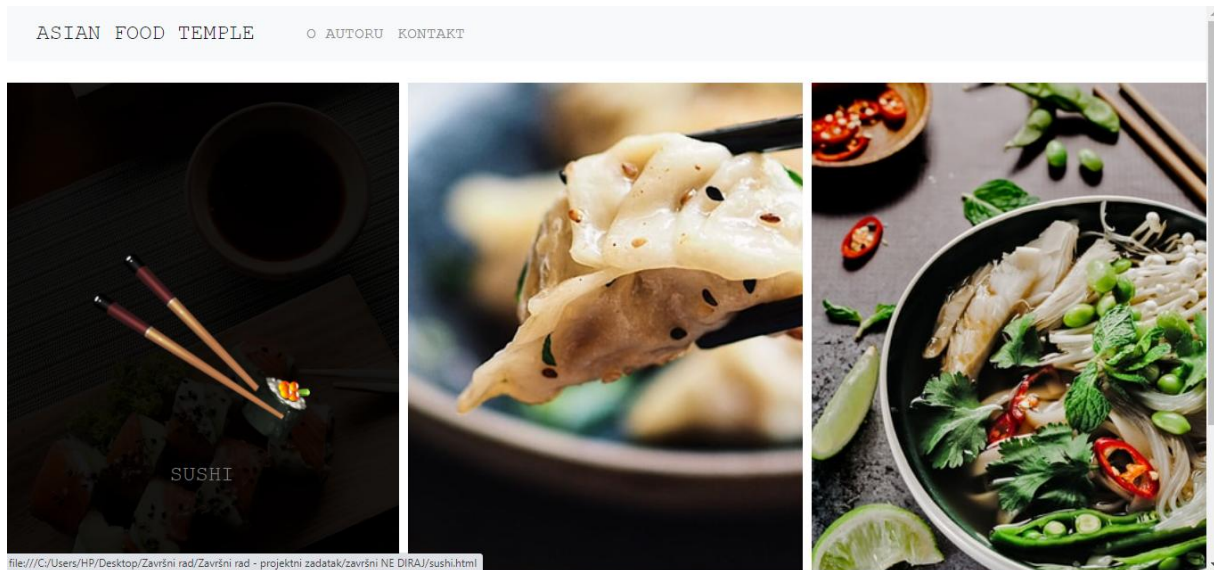 ASIAN FOOD TEMPLE O AUTORU KONTAKT
SUSHI
file:///C:/Users/HP/Desktop/Završni rad/Završni rad - projektni zadatak/završni NE DIRAJ/sushi.html